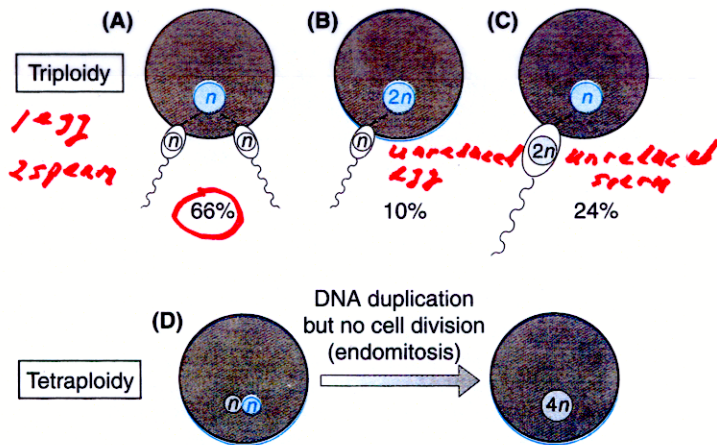 (A) (B) (C)
Triploidy
n 2n n
1 egg
2 sperm
n n n 2n
unreduced
egg
unreduced
sperm
66% 10% 24%
(D)
DNA duplication
but no cell division
(endomitosis)
Tetraploidy
n n 4n